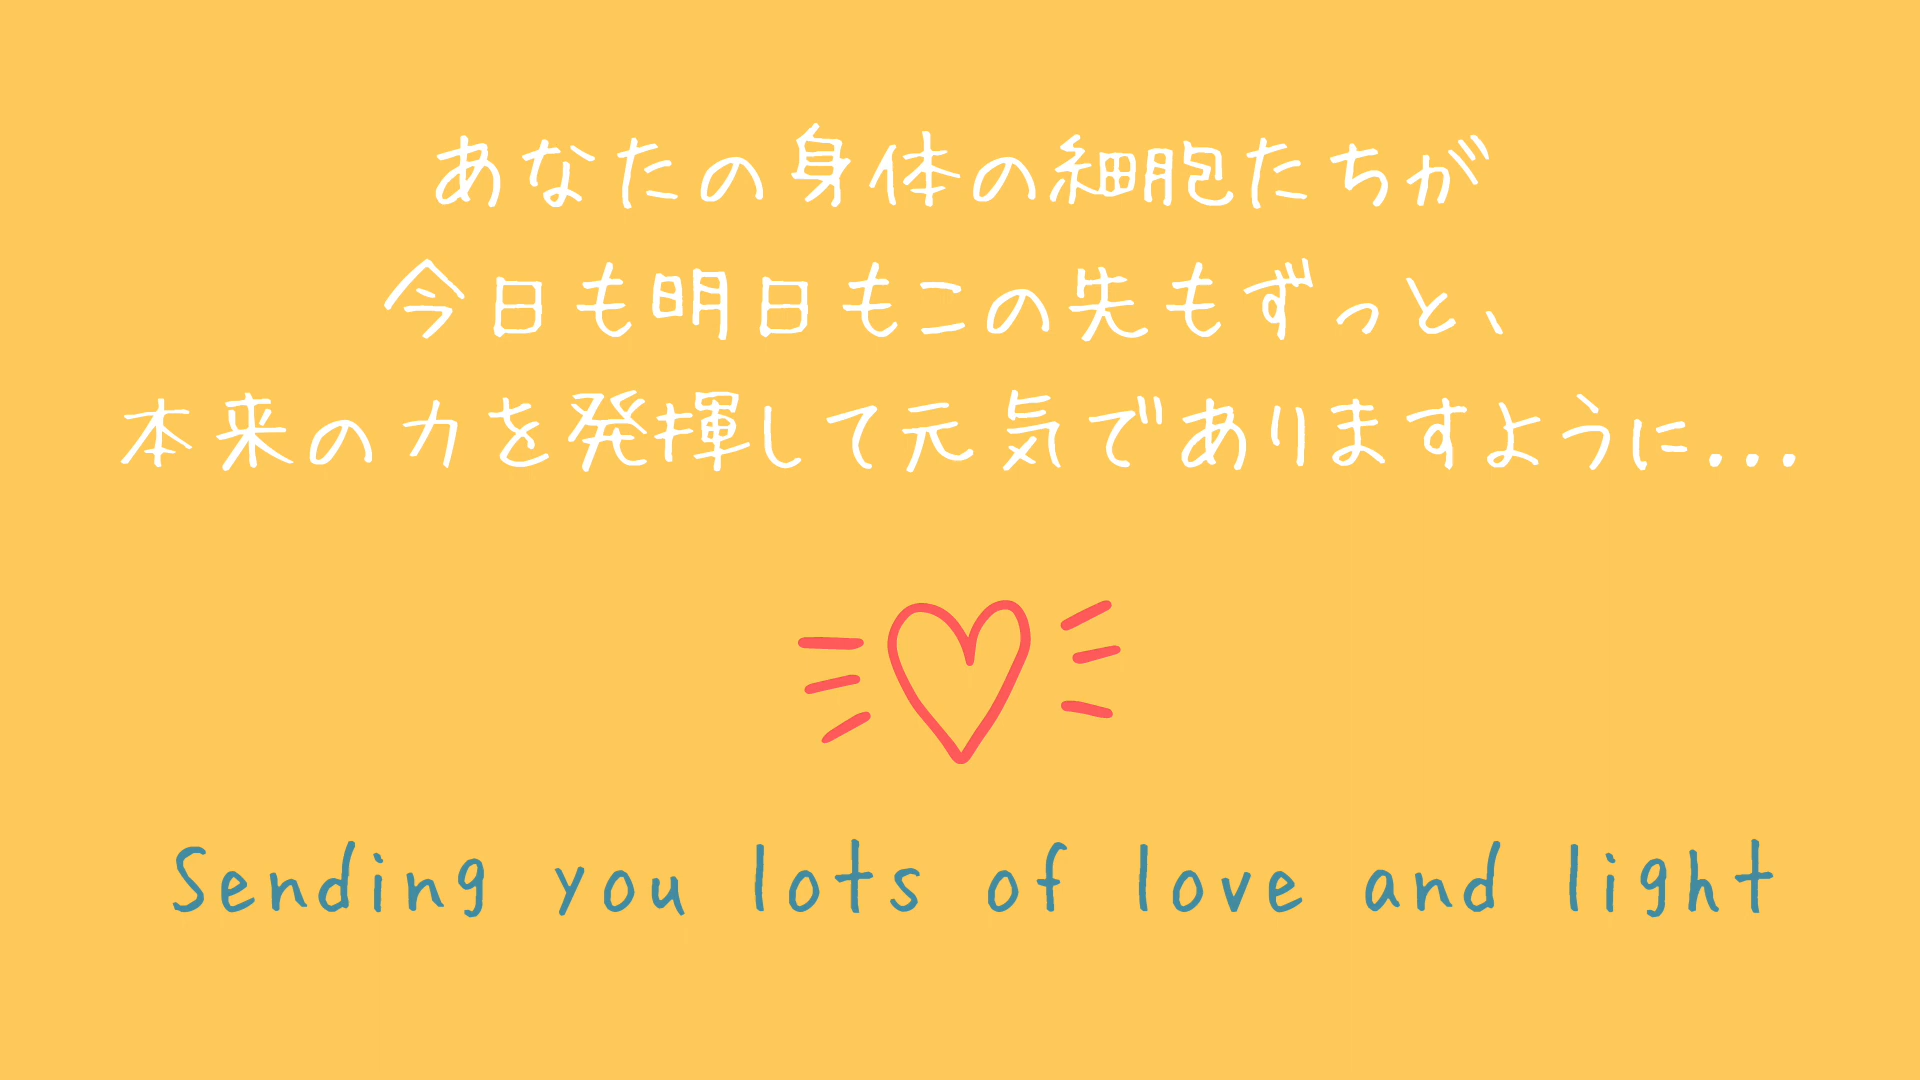 あなたの身体の細胞たちが
今日も明日もこの先もずっと、
本来の力を発揮して元気でありますように...
Sending you lots of love and light